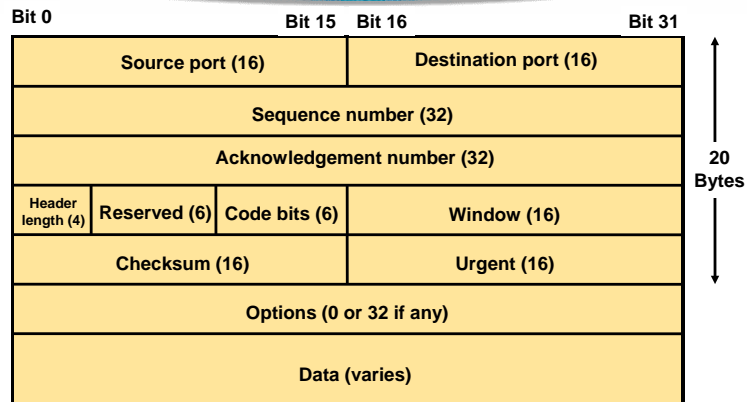 Bit 0 Bit 15 Bit 16 Bit 31
Source port (16) Destination port (16)
Sequence number (32)
Acknowledgement number (32)
20
Bytes
Header
length (4) Reserved (6) Code bits (6) Window (16)
Checksum (16) Urgent (16)
Options (0 or 32 if any)
Data (varies)